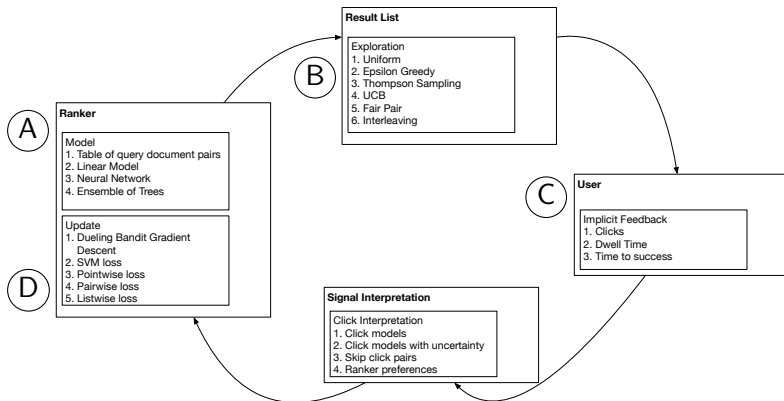 Result List
Exploration
1. Uniform
2. Epsilon Greedy
3. Thompson Sampling
4. UCB
5. Fair Pair
6. Interleaving
B
A
Ranker
Model
1. Table of query document pairs
2. Linear Model
3. Neural Network
4. Ensemble of Trees
Update
1. Dueling Bandit Gradient
Descent
2. SVM loss
3. Pointwise loss
4. Pairwise loss
5. Listwise loss
D
C
User
Implicit Feedback
1. Clicks
2. Dwell Time
3. Time to success
Signal Interpretation
Click Interpretation
1. Click models
2. Click models with uncertainty
3. Skip click pairs
4. Ranker preferences